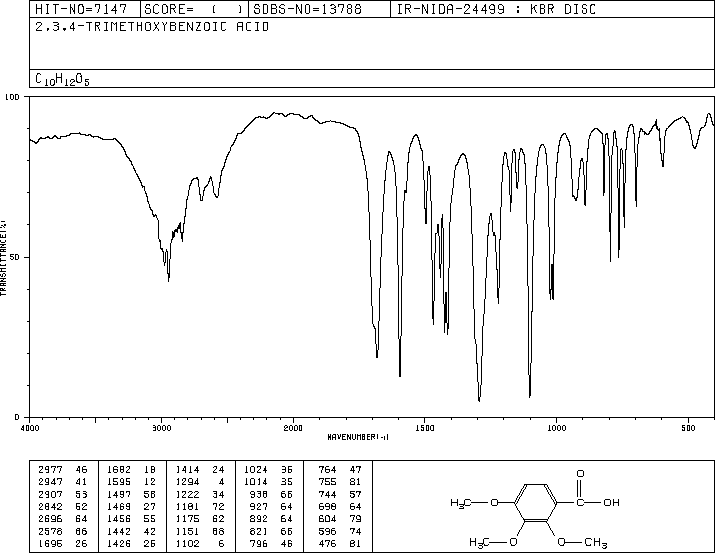 HIT-NO=7147 SCORE= ( ) SDBS-NO=13788 IR-NIDA-24499 : KBR DISC
2,3,4-TRIMETHOXYBENZOIC ACID
C10H12O5
100
50
0
TRANSMITTANCE(%)
4000 3000 2000 1500 1000 500
WAVENUMBER(-1)
2977 46 1682 18 1414 24 1024 35 764 47
2947 41 1595 12 1294 4 1014 35 755 81
2907 53 1497 58 1222 34 938 66 744 57
2842 52 1469 27 1181 72 927 64 698 64
2696 64 1456 55 1175 62 892 64 604 79
2578 66 1442 42 1151 68 821 66 596 74
1695 26 1426 25 1102 6 796 46 476 81
O
OH
H3C O
H3C O O CH3